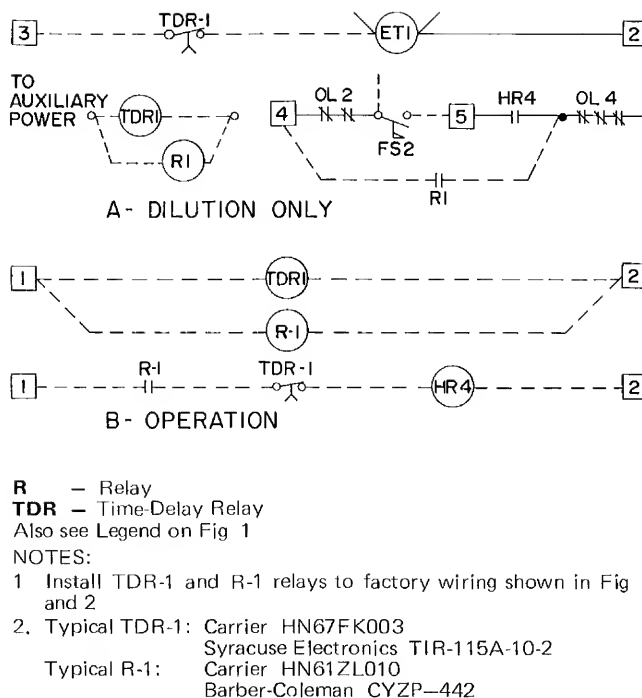 3 TDR-1 ET1 2
TO
AUXILIARY
POWER TDR1 4 OL 2 5 HR4 OL 4
R1 FS2
R1
A- DILUTION ONLY
1 TDR1 2
R-1
1 R-1 TDR-1 HR4 2
B- OPERATION
R – Relay
TDR – Time-Delay Relay
Also see Legend on Fig 1
NOTES:
1 Install TDR-1 and R-1 relays to factory wiring shown in Fig
and 2
2. Typical TDR-1: Carrier HN67FK003
Syracuse Electronics TIR-115A-10-2
Typical R-1: Carrier HN61ZL010
Barber-Coleman CYZP—442